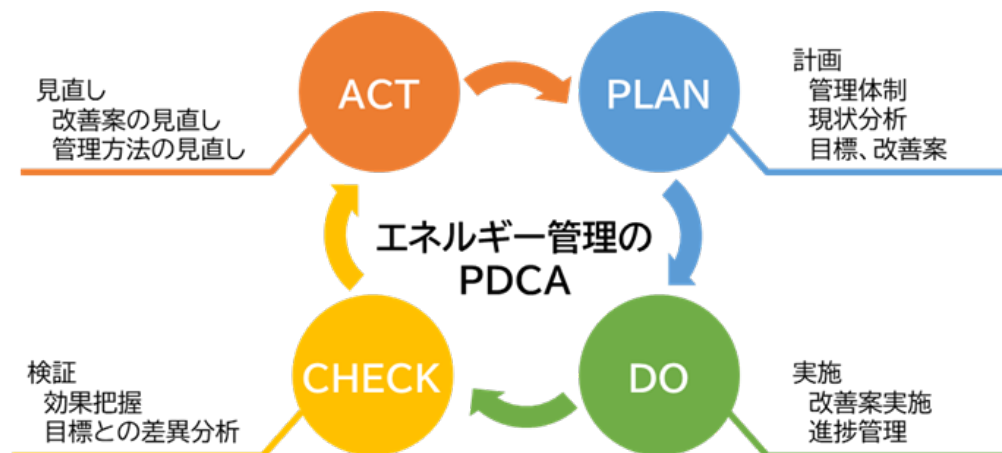 ACT
見直し
改善案の見直し
管理方法の見直し
PLAN
計画
管理体制
現状分析
目標、改善案
エネルギー管理の
PDCA
CHECK
検証
効果把握
目標との差異分析
DO
実施
改善案実施
進捗管理